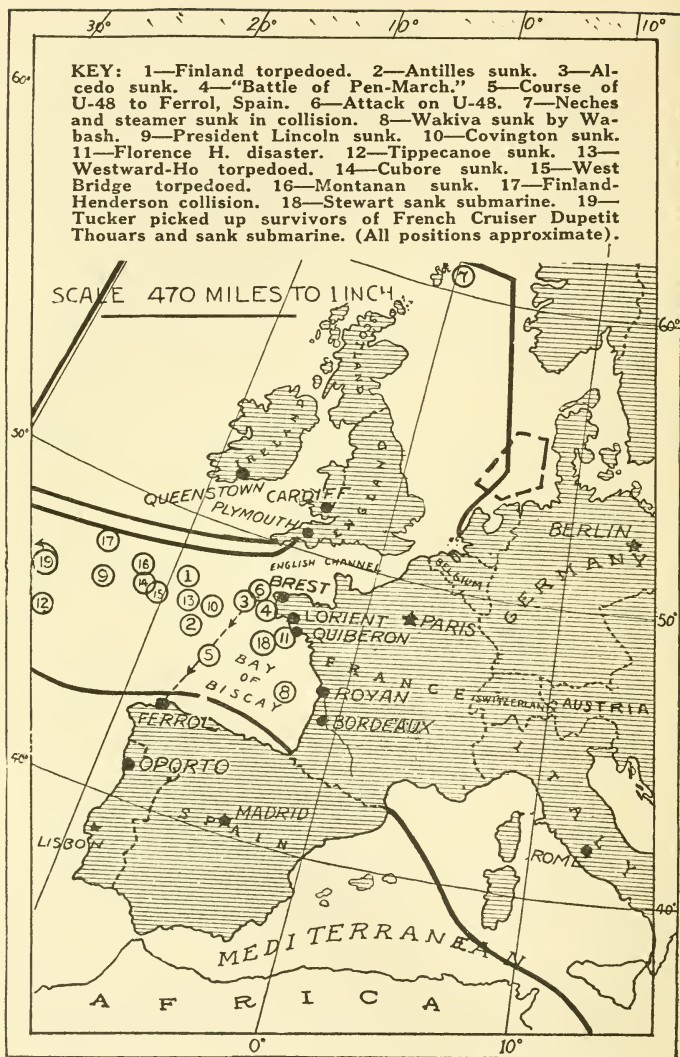 30° 20° 10° 0° 10°
60°
KEY: 1—Finland torpedoed. 2—Antilles sunk. 3—Al-
cedo sunk. 4—“Battle of Pen-March.” 5—Course of
U-48 to Ferrol, Spain. 6—Attack on U-48. 7—Neches
and steamer sunk in collision. 8—Wakiva sunk by Wa-
bash. 9—President Lincoln sunk. 10—Covington sunk.
11—Florence H. disaster. 12—Tippecanoe sunk. 13—
Westward-Ho torpedoed. 14—Cubore sunk. 15—West
Bridge torpedoed. 16—Montanan sunk. 17—Finland-
Henderson collision. 18—Stewart sank submarine. 19—
Tucker picked up survivors of French Cruiser Dupetit
Thouars and sank submarine. (All positions approximate).
7
SCALE 470 MILES TO 1 INCH
60°
SCOTLAND
50°
IRELAND
ENGLAND
QUEENSTOWN CARDIFF
PLYMOUTH
BERLIN
GERMANY
17
ENGLISH CHANNEL
BELGIUM
19 9 16 1
14 15
6 BREST
12 13 10 3 4
2
LORIENT
PARIS
50°
18 11 QUIBERON
5
BAY
OF
BISCAY
8
FRANCE
ROYAN
SWITZERLAND
AUSTRIA
FERROL
BORDEAUX
ITALY
40°
OPORTO
MADRID
SPAIN
LISBON
ROME
40°
MEDITERRANEAN
AFRICA
0° 10°